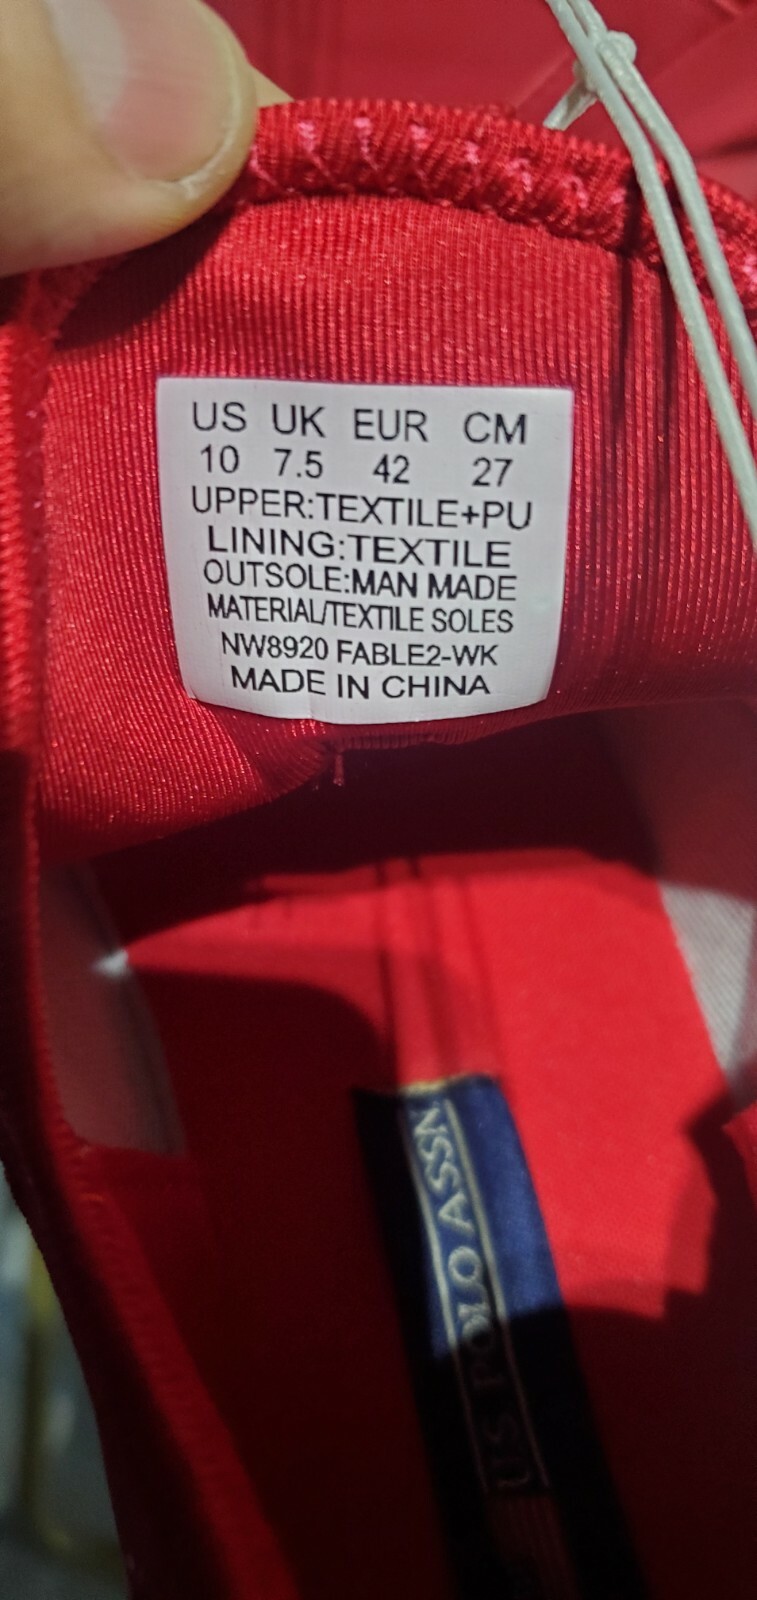 US UK EUR CM
10 7.5 42 27
UPPER:TEXTILE+PU
LINING:TEXTILE
OUTSOLE:MAN MADE
MATERIAL/TEXTILE SOLES
NW8920 FABLE2-WK
MADE IN CHINA
US POLO ASSN